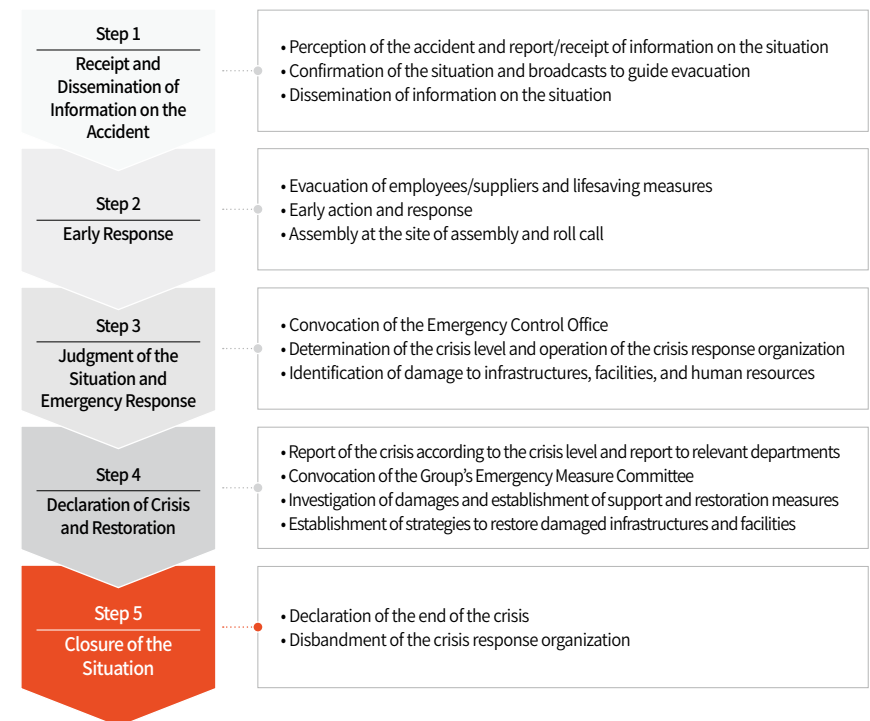 Step 1
Receipt and
Dissemination of
Information on the
Accident
• Perception of the accident and report/receipt of information on the situation
• Confirmation of the situation and broadcasts to guide evacuation
• Dissemination of information on the situation
Step 2
Early Response
• Evacuation of employees/suppliers and lifesaving measures
• Early action and response
• Assembly at the site of assembly and roll call
Step 3
Judgment of the
Situation and
Emergency Response
• Convocation of the Emergency Control Office
• Determination of the crisis level and operation of the crisis response organization
• Identification of damage to infrastructures, facilities, and human resources
Step 4
Declaration of Crisis
and Restoration
• Report of the crisis according to the crisis level and report to relevant departments
• Convocation of the Group’s Emergency Measure Committee
• Investigation of damages and establishment of support and restoration measures
• Establishment of strategies to restore damaged infrastructures and facilities
Step 5
Closure of the
Situation
• Declaration of the end of the crisis
• Disbandment of the crisis response organization